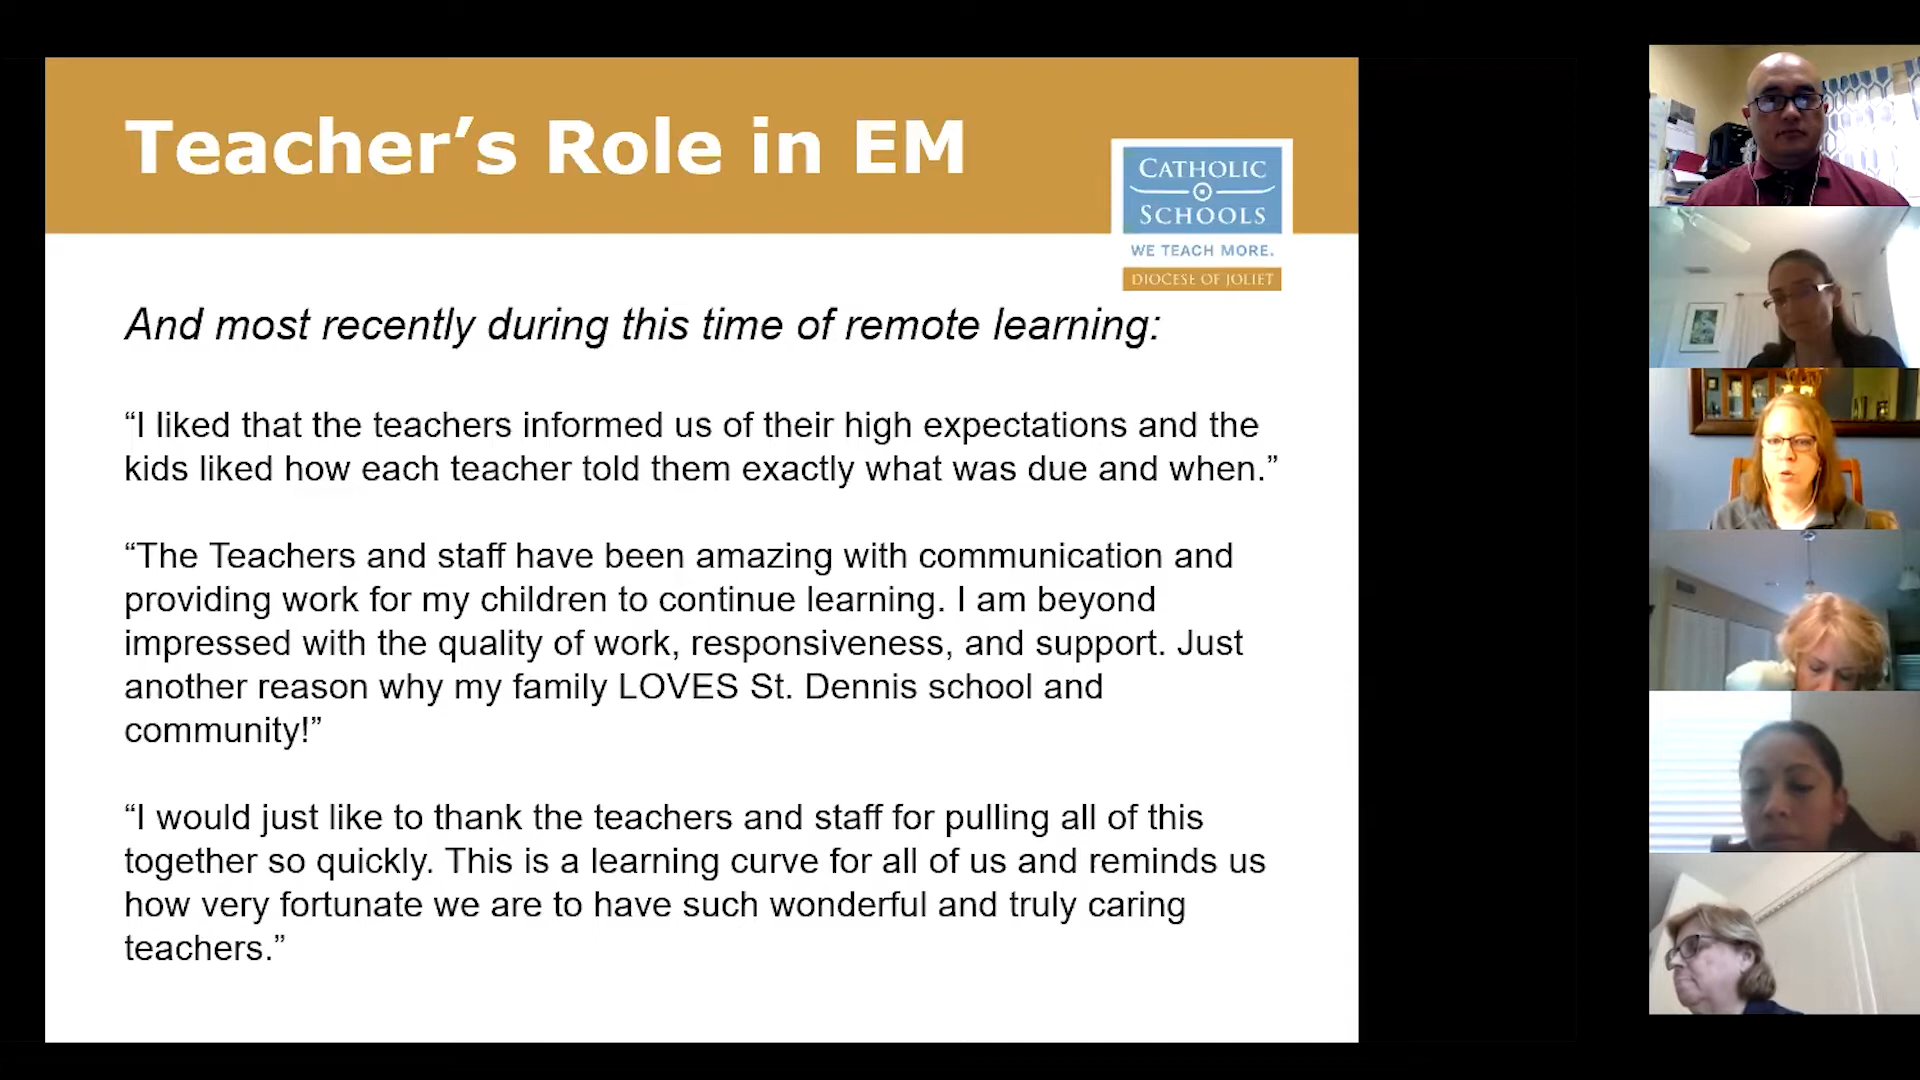 Teacher’s Role in EM
CATHOLIC
SCHOOLS
WE TEACH MORE.
DIOCESE OF JOLIET
And most recently during this time of remote learning:
“I liked that the teachers informed us of their high expectations and the
kids liked how each teacher told them exactly what was due and when.”
“The Teachers and staff have been amazing with communication and
providing work for my children to continue learning. I am beyond
impressed with the quality of work, responsiveness, and support. Just
another reason why my family LOVES St. Dennis school and
community!”
“I would just like to thank the teachers and staff for pulling all of this
together so quickly. This is a learning curve for all of us and reminds us
how very fortunate we are to have such wonderful and truly caring
teachers.”